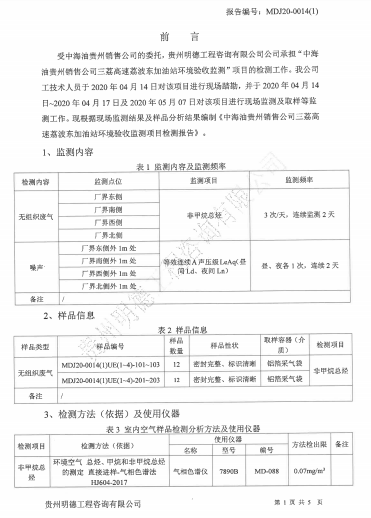 报告编号：MDJ20-0014(1)
前 言
受中海油贵州销售公司的委托，贵州明德工程咨询有限公司公司承担“中海
油贵州销售公司三荔高速荔波东加油站环境验收监测”项目的检测工作。我公司
工技术人员于 2020 年 04 月 14 日对该项目进行现场踏勘，并于 2020 年 04 月 14
日~2020 年 04 月 17 日及 2020 年 05 月 07 日对该项目进行现场监测及取样等监
测工作。现根据现场监测结果及样品分析结果编制《中海油贵州销售公司三荔高
速荔波东加油站环境验收监测项目检测报告》。
1、监测内容
表 1 监测内容及监测频率
检测内容 监测点位 监测项目 监测频率
无组织废气 厂界东侧 非甲烷总烃 3 次/天，连续监测 2 天
厂界南侧
厂界西侧
厂界北侧
噪声 厂界东侧外 1m 处 等效连续 A 声压级 LeAq（昼间 Ld、夜间 Ln） 昼、夜各 1 次，连续 2 天
厂界南侧外 1m 处
厂界西侧外 1m 处
厂界北侧外 1m 处
备注 /
2、样品信息
表 2 样品信息
样品类型 样品编号 样品数量 样品性状 取样容器（介质） 检测项目
无组织废气 MDJ20-0014(1)UE(1~4)-101~103 12 密封完整、标识清晰 铝箔采气袋 非甲烷总烃
MDJ20-0014(1)UE(1~4)-201~203 12 密封完整、标识清晰 铝箔采气袋
备注 /
3、检测方法（依据）及使用仪器
表 3 室内空气样品检测分析方法及使用仪器
检测项目 检测方法（依据） 使用仪器 方法检出限 备注
名称 型号 编号
非甲烷总烃 环境空气 总烃、甲烷和非甲烷总烃的测定 直接进样-气相色谱法 HJ604-2017 气相色谱仪 7890B MD-088 0.07mg/m³
贵州明德工程咨询有限公司 第 1 页 共 5 页